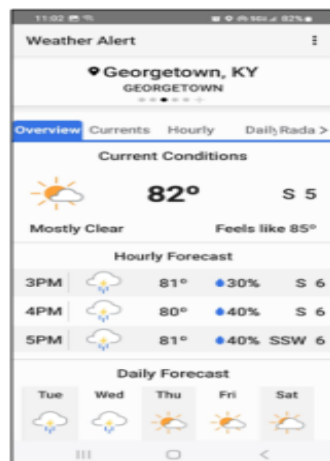 11:02 82%
Weather Alert
Georgetown, KY
GEORGETOWN
Overview Currents Hourly Daily Rada >
Current Conditions
82° S 5
Mostly Clear Feels like 85°
Hourly Forecast
3PM 81° 30% S 6
4PM 80° 40% S 6
5PM 81° 40% SSW 6
Daily Forecast
Tue Wed Thu Fri Sat